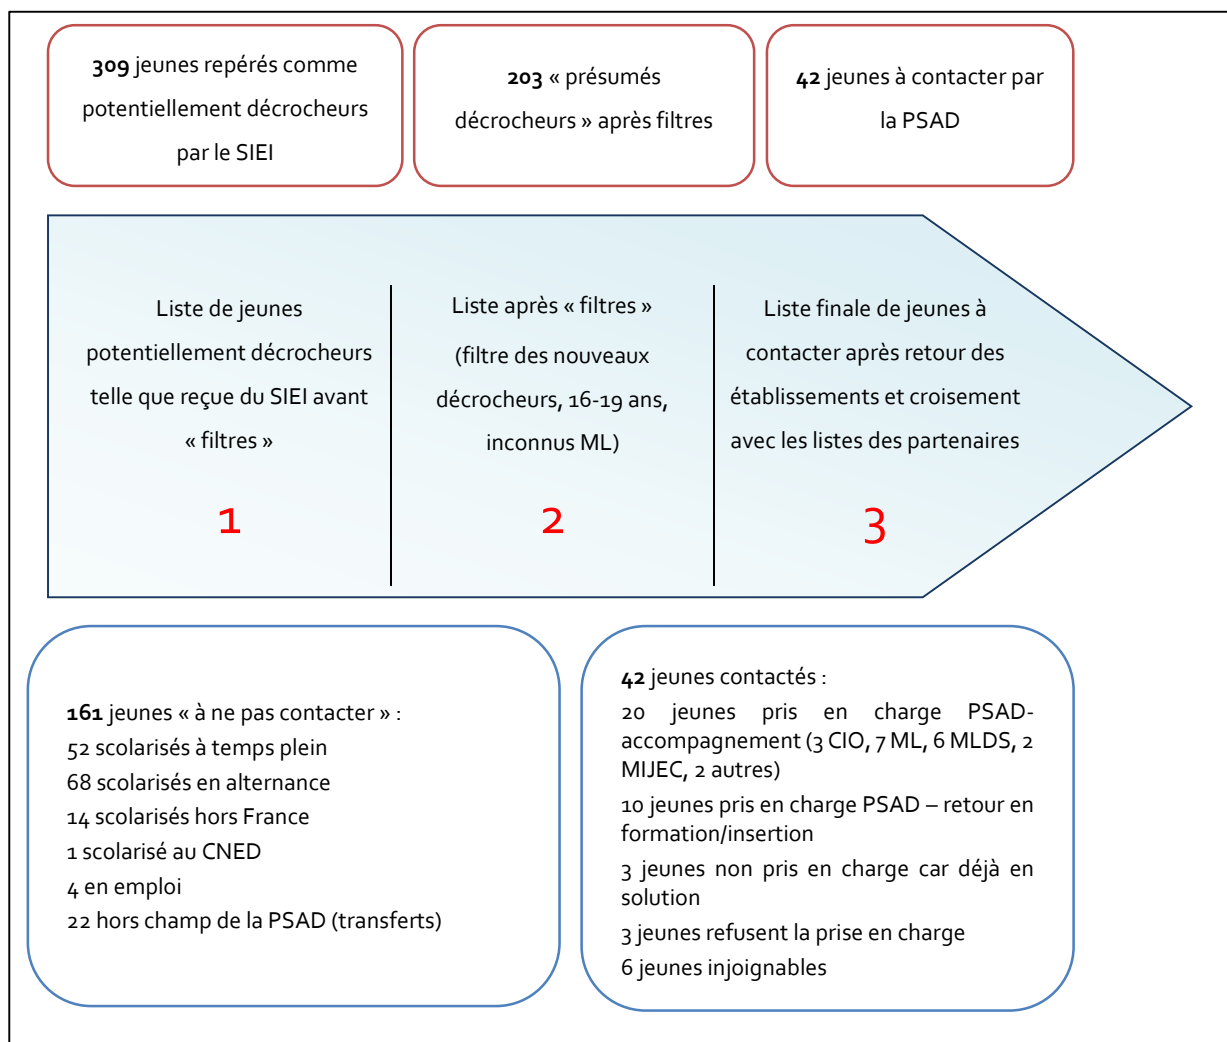 309 jeunes repérés comme
potentiellement décrocheurs
par le SIEI
203 « présumés
décrocheurs » après filtres
42 jeunes à contacter par
la PSAD
Liste de jeunes
potentiellement décrocheurs
telle que reçue du SIEI avant
« filtres »
1
Liste après « filtres »
(filtre des nouveaux
décrocheurs, 16-19 ans,
inconnus ML)
2
Liste finale de jeunes à
contacter après retour des
établissements et croisement
avec les listes des partenaires
3
161 jeunes « à ne pas contacter » :
52 scolarisés à temps plein
68 scolarisés en alternance
14 scolarisés hors France
1 scolarisé au CNED
4 en emploi
22 hors champ de la PSAD (transferts)
42 jeunes contactés :
20 jeunes pris en charge PSAD-
accompagnement (3 CIO, 7 ML, 6 MLDS, 2
MIJEC, 2 autres)
10 jeunes pris en charge PSAD – retour en
formation/insertion
3 jeunes non pris en charge car déjà en
solution
3 jeunes refusent la prise en charge
6 jeunes injoignables